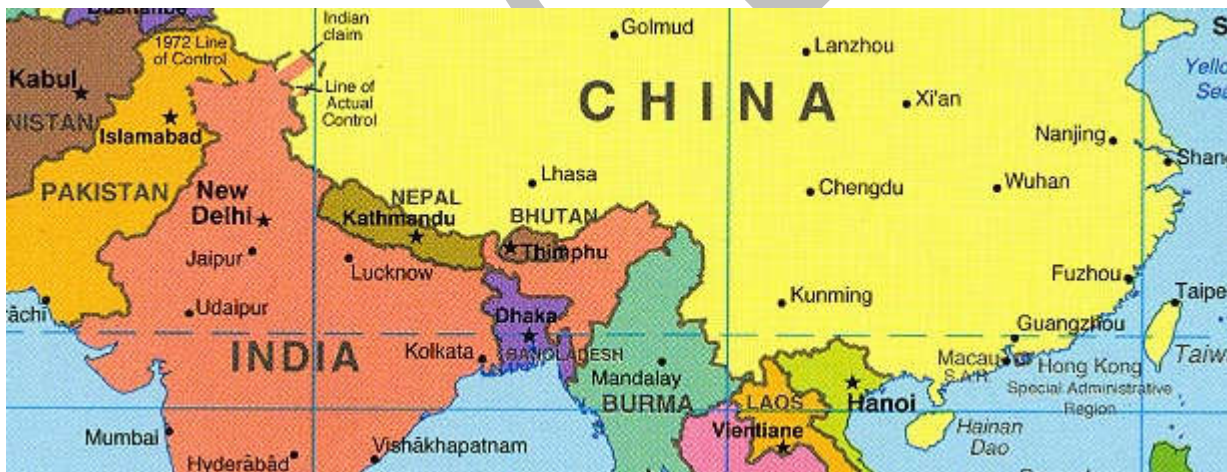 Dushanbe
Indian
claim
Golmud
Lanzhou
1972 Line
of Control
Kabul
Line of
Actual
Control
CHINA
Xi'an
Yello
Sea
NISTAN
Islamabad
Nanjing
Shang
PAKISTAN
New
Delhi
Lhasa
NEPAL
Kathmandu
BHUTAN
Thimphu
Chengdu
Wuhan
Jaipur
Lucknow
Fuzhou
āchi
Udaipur
Dhaka
Kunming
Taipe
Guangzhou
INDIA
Kolkata
BANGLADESH
Mandalay
Macau
S.A.R.
Hong Kong
Special Administrative
Region
Taiw
BURMA
LAOS
Hanoi
Vientiane
Hainan
Dao
Mumbai
Vishākhapatnam
Hyderābād